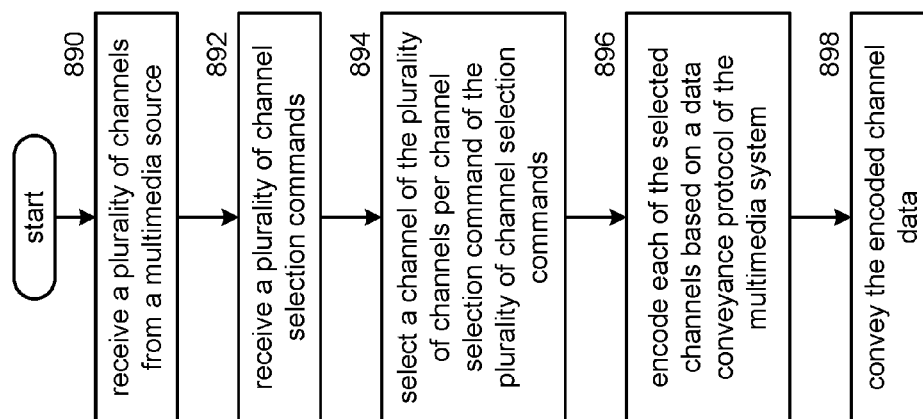 start
890
receive a plurality of channels
from a multimedia source
892
receive a plurality of channel
selection commands
894
select a channel of the plurality
of channels per channel
selection command of the
plurality of channel selection
commands
896
encode each of the selected
channels based on a data
conveyance protocol of the
multimedia system
898
convey the encoded channel
data